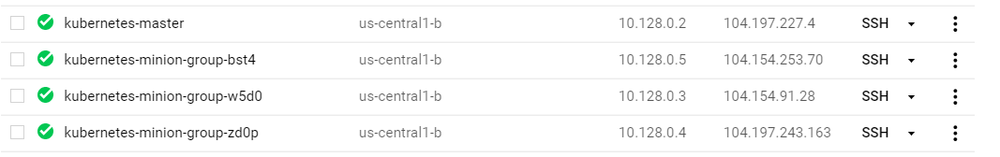 kubernetes-master us-central1-b 10.128.0.2 104.197.227.4 SSH
kubernetes-minion-group-bst4 us-central1-b 10.128.0.5 104.154.253.70 SSH
kubernetes-minion-group-w5d0 us-central1-b 10.128.0.3 104.154.91.28 SSH
kubernetes-minion-group-zd0p us-central1-b 10.128.0.4 104.197.243.163 SSH